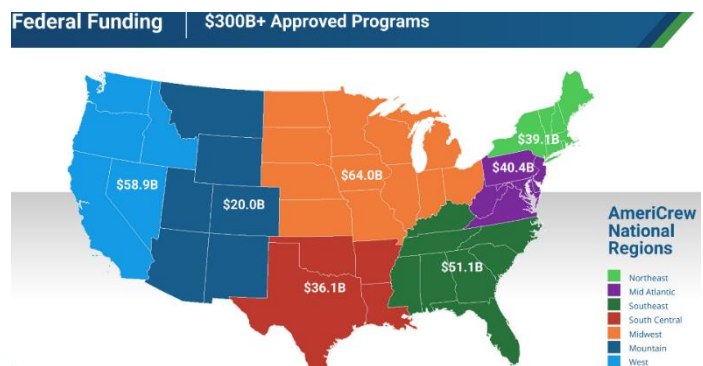 Federal Funding
$300B+ Approved Programs
$39.1B
$40.4B
$64.0B
$58.9B
$20.0B
$51.1B
$36.1B
AmeriCrew
National
Regions
Northeast
Mid Atlantic
Southeast
South Central
Midwest
Mountain
West